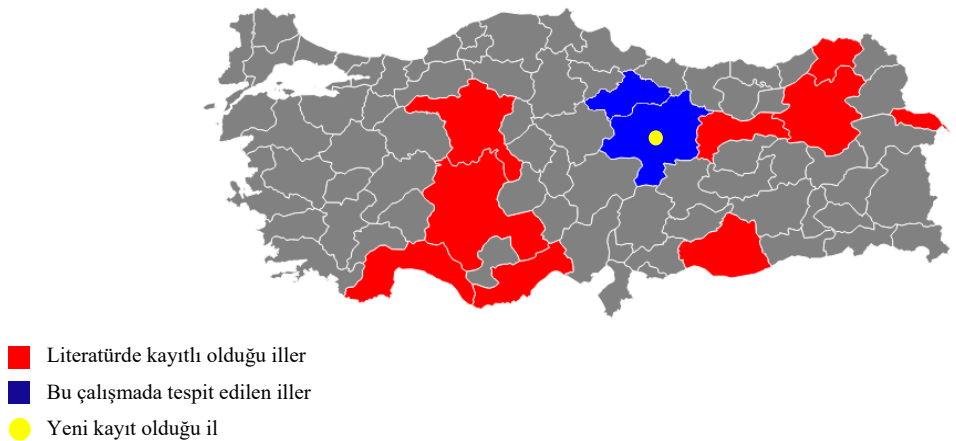 Literatürde kayıtlı olduğu iller
Bu çalışmada tespit edilen iller
Yeni kayıt olduğu il